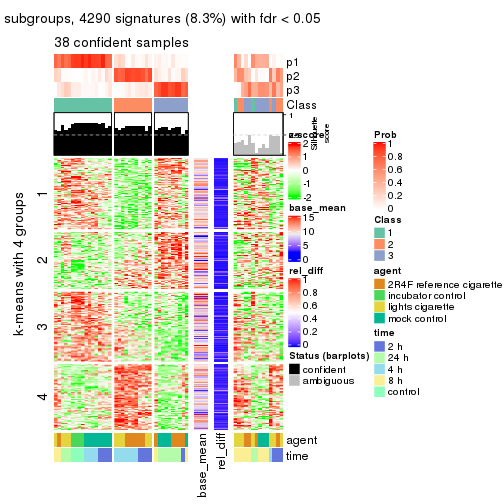 subgroups, 4290 signatures (8.3%) with fdr < 0.05
38 confident samples
p1
p2
p3
Class
1
0.5
0
Silhouette
score
k-means with 4 groups
1
2
3
4
base_mean
rel_diff
agent
time
z-score
2
1
0
-1
-2
base_mean
15
10
5
0
rel_diff
1
0.8
0.6
0.4
0.2
0
Status (barplots)
confident
ambiguous
Prob
1
0.8
0.6
0.4
0.2
0
Class
1
2
3
agent
2R4F reference cigarette
incubator control
lights cigarette
mock control
time
2 h
24 h
4 h
8 h
control